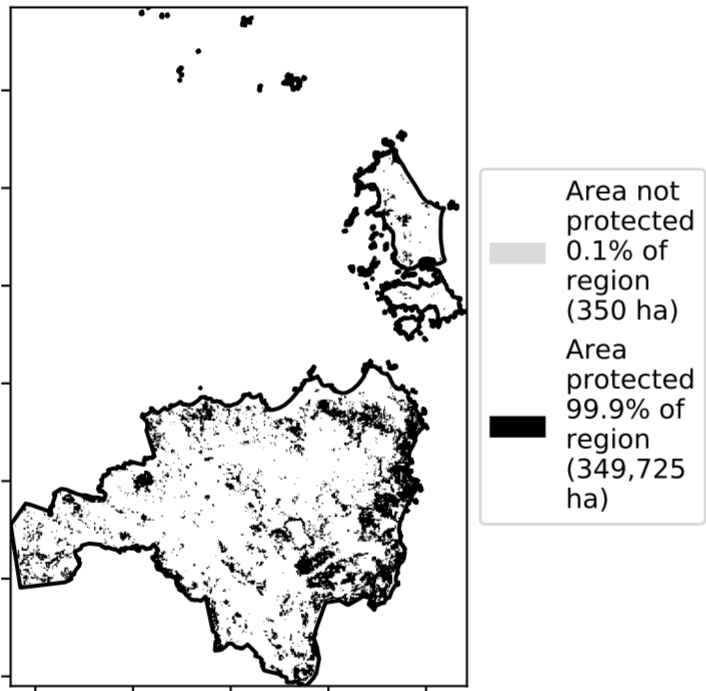 Area not
protected
0.1% of
region
(350 ha)
Area
protected
99.9% of
region
(349,725
ha)